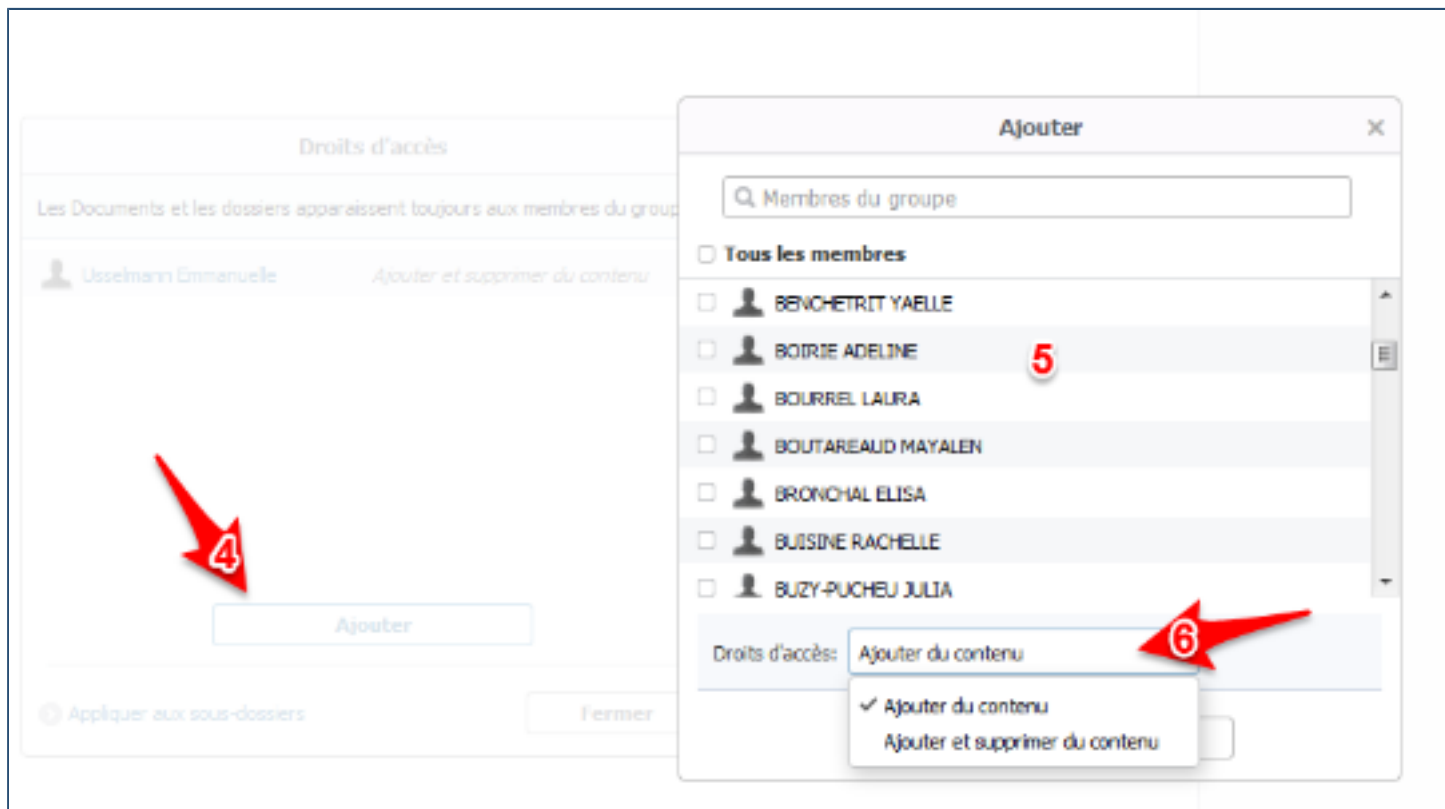 Droits d'accès
Les Documents et les dossiers apparaissent toujours aux membres du group
Usselmann Emmanuelle Ajouter et supprimer du contenu
4
Ajouter
Appliquer aux sous-dossiers Fermer
Ajouter ×
Membres du groupe
Tous les membres
BENCHETRIT YAELLE
BOIRIE ADELINE
5
BOURREL LAURA
BOUTAREAUD MAYALEN
BRONCHAL ELISA
BUISINE RACHELLE
BUZY-PUCHEU JULIA
Droits d'accès: Ajouter du contenu
6
✓ Ajouter du contenu
Ajouter et supprimer du contenu